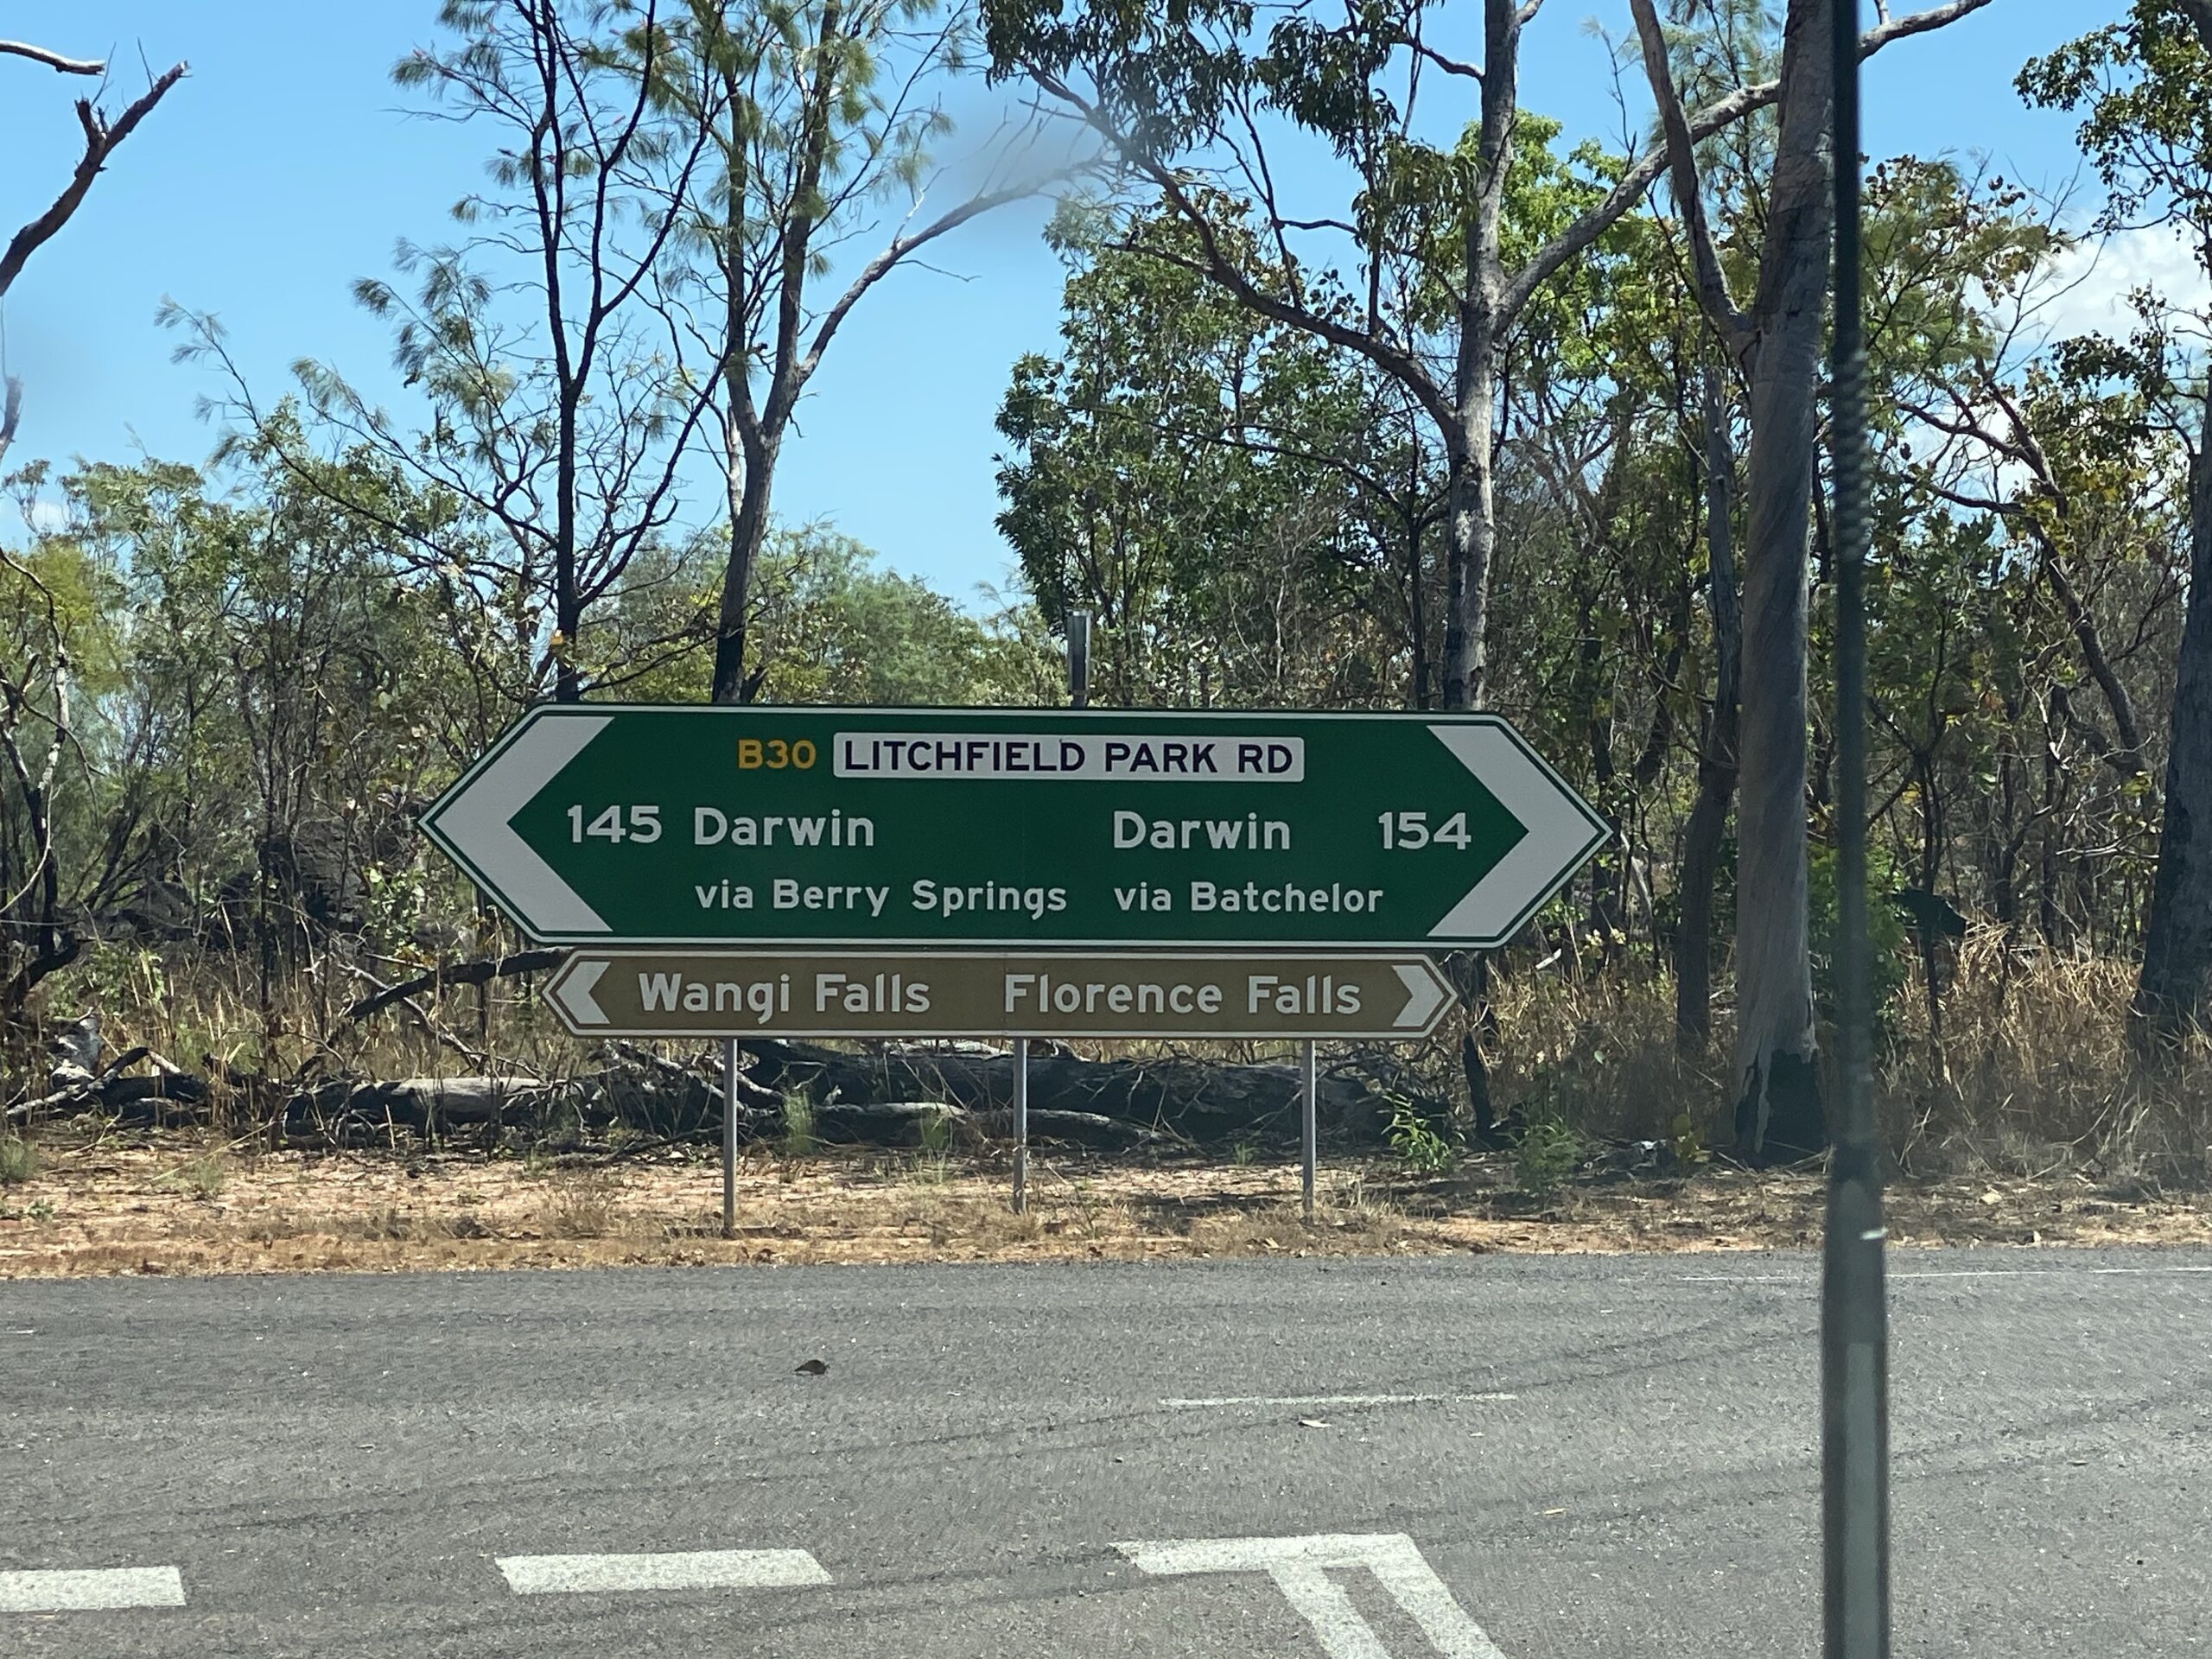 B30 LITCHFIELD PARK RD
145 Darwin Darwin 154
via Berry Springs via Batchelor
Wangi Falls Florence Falls